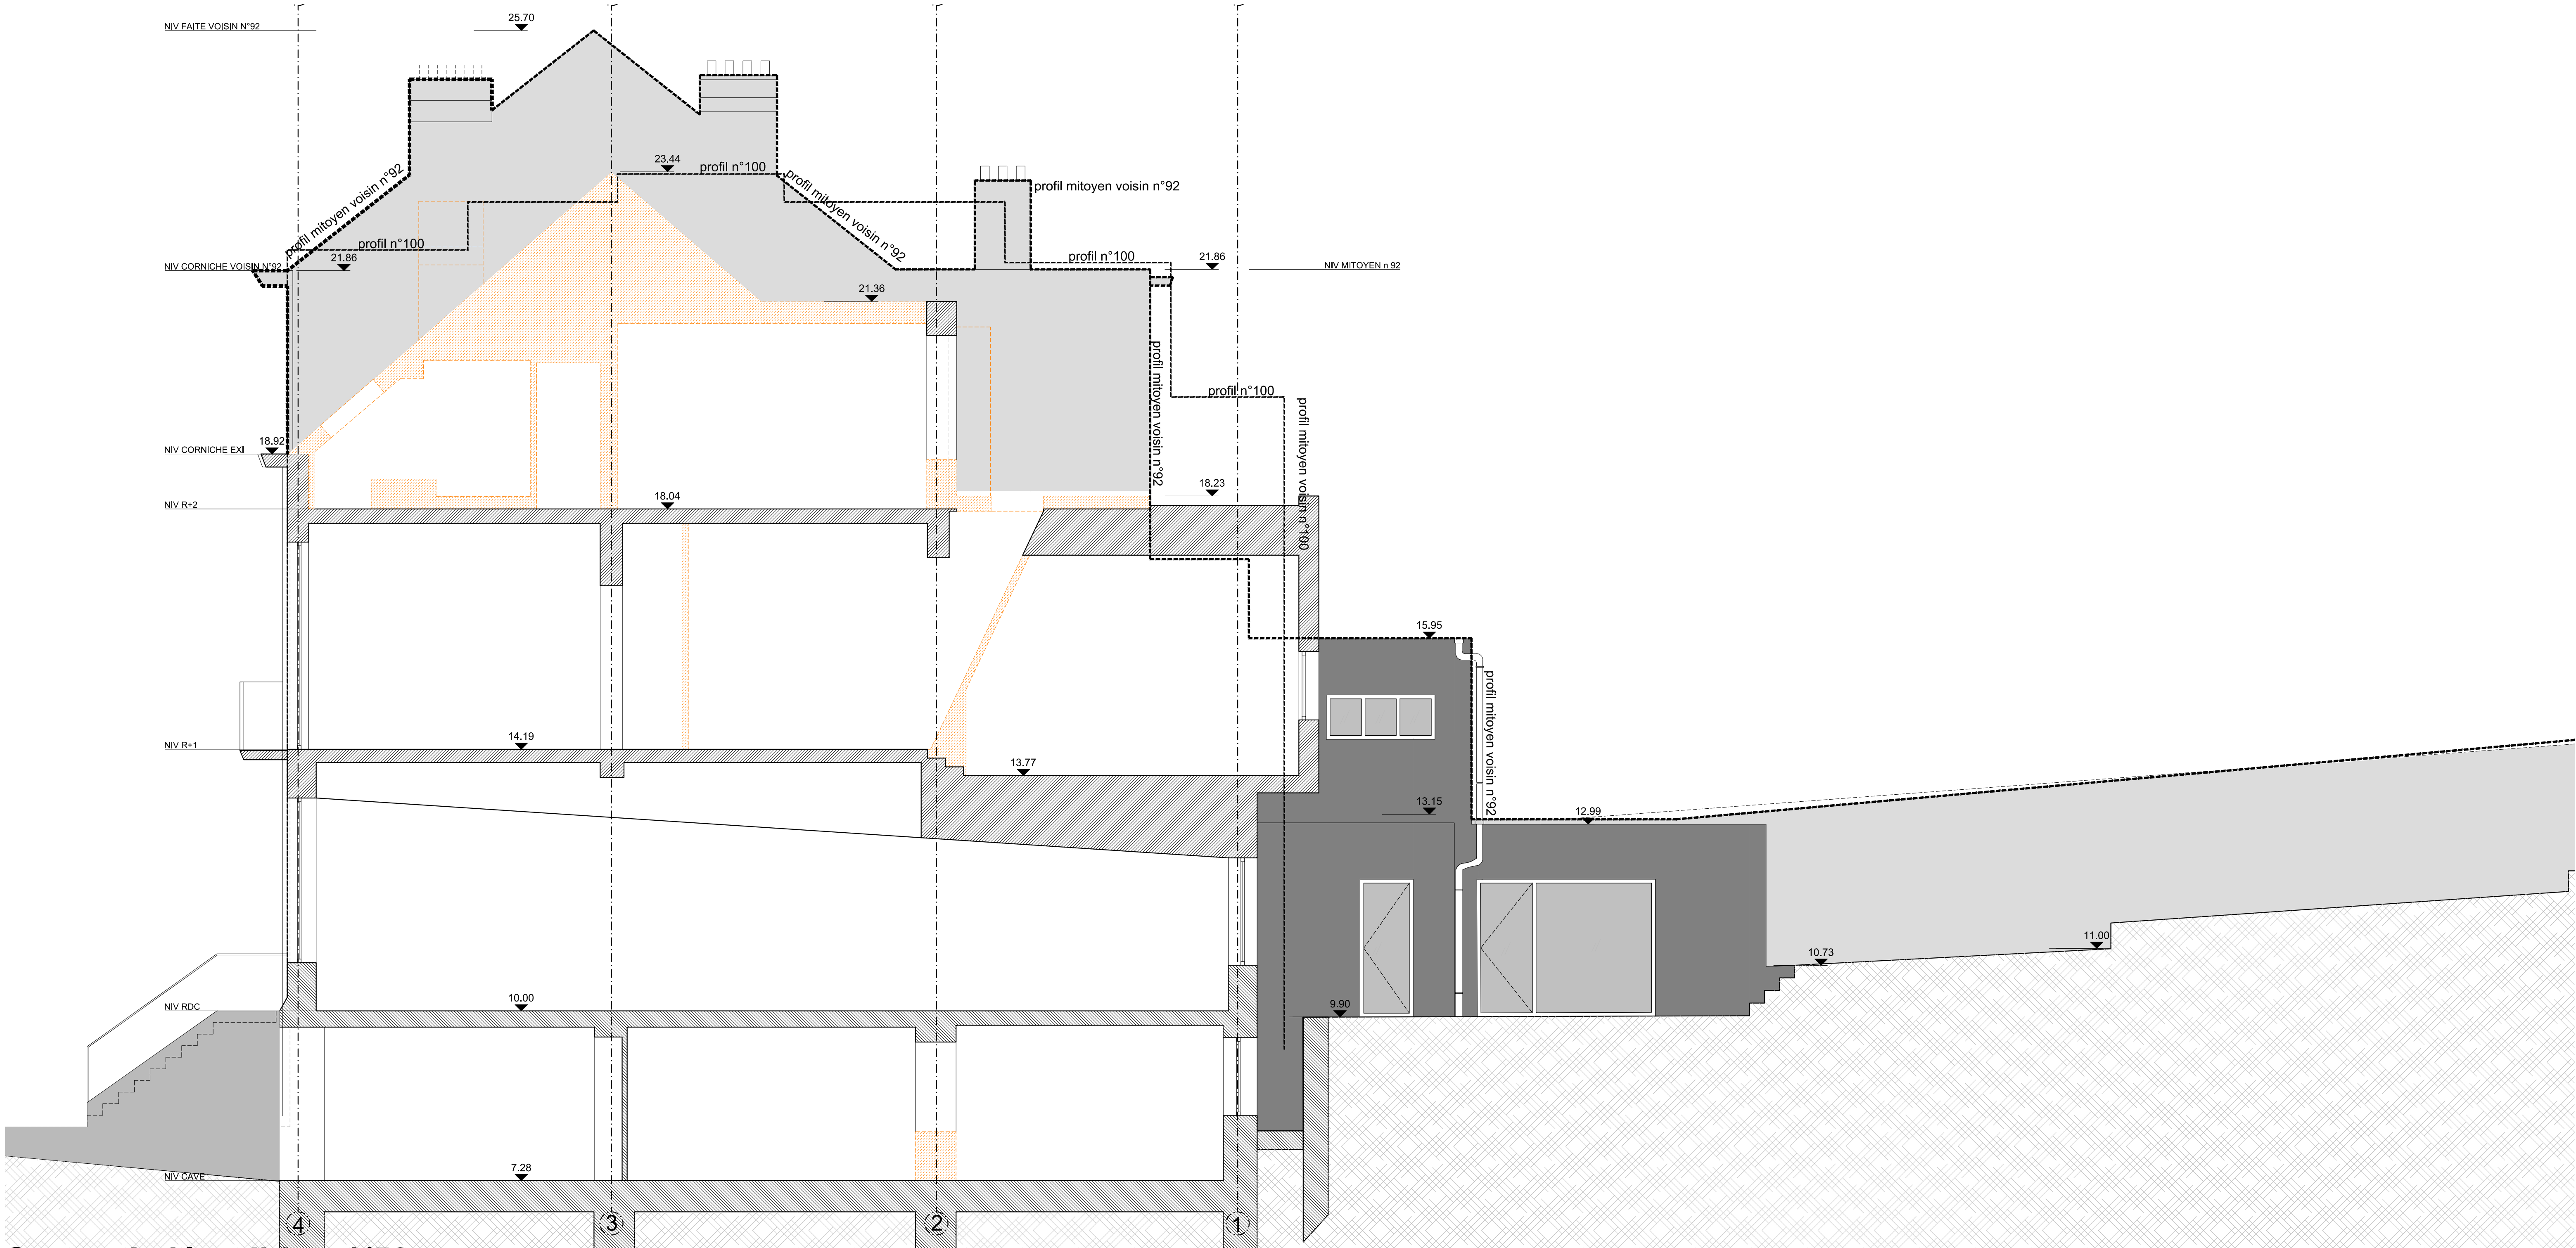 NIV FAITE VOISIN N°92
25.70
profil mitoyen voisin n°92
profil n°100
23.44
profil n°100
profil mitoyen voisin n°92
profil mitoyen voisin n°92
NIV CORNICHE VOISIN N°92
21.86
profil n°100
21.86
NIV MITOYEN n 92
21.36
profil mitoyen voisin n°92
profil n°100
profil mitoyen voisin n°100
NIV CORNICHE EXI
18.92
NIV R+2
18.04
18.23
15.95
profil mitoyen voisin n°92
NIV R+1
14.19
13.77
13.15
12.99
11.00
10.73
NIV RDC
10.00
9.90
NIV CAVE
7.28
4
3
2
1